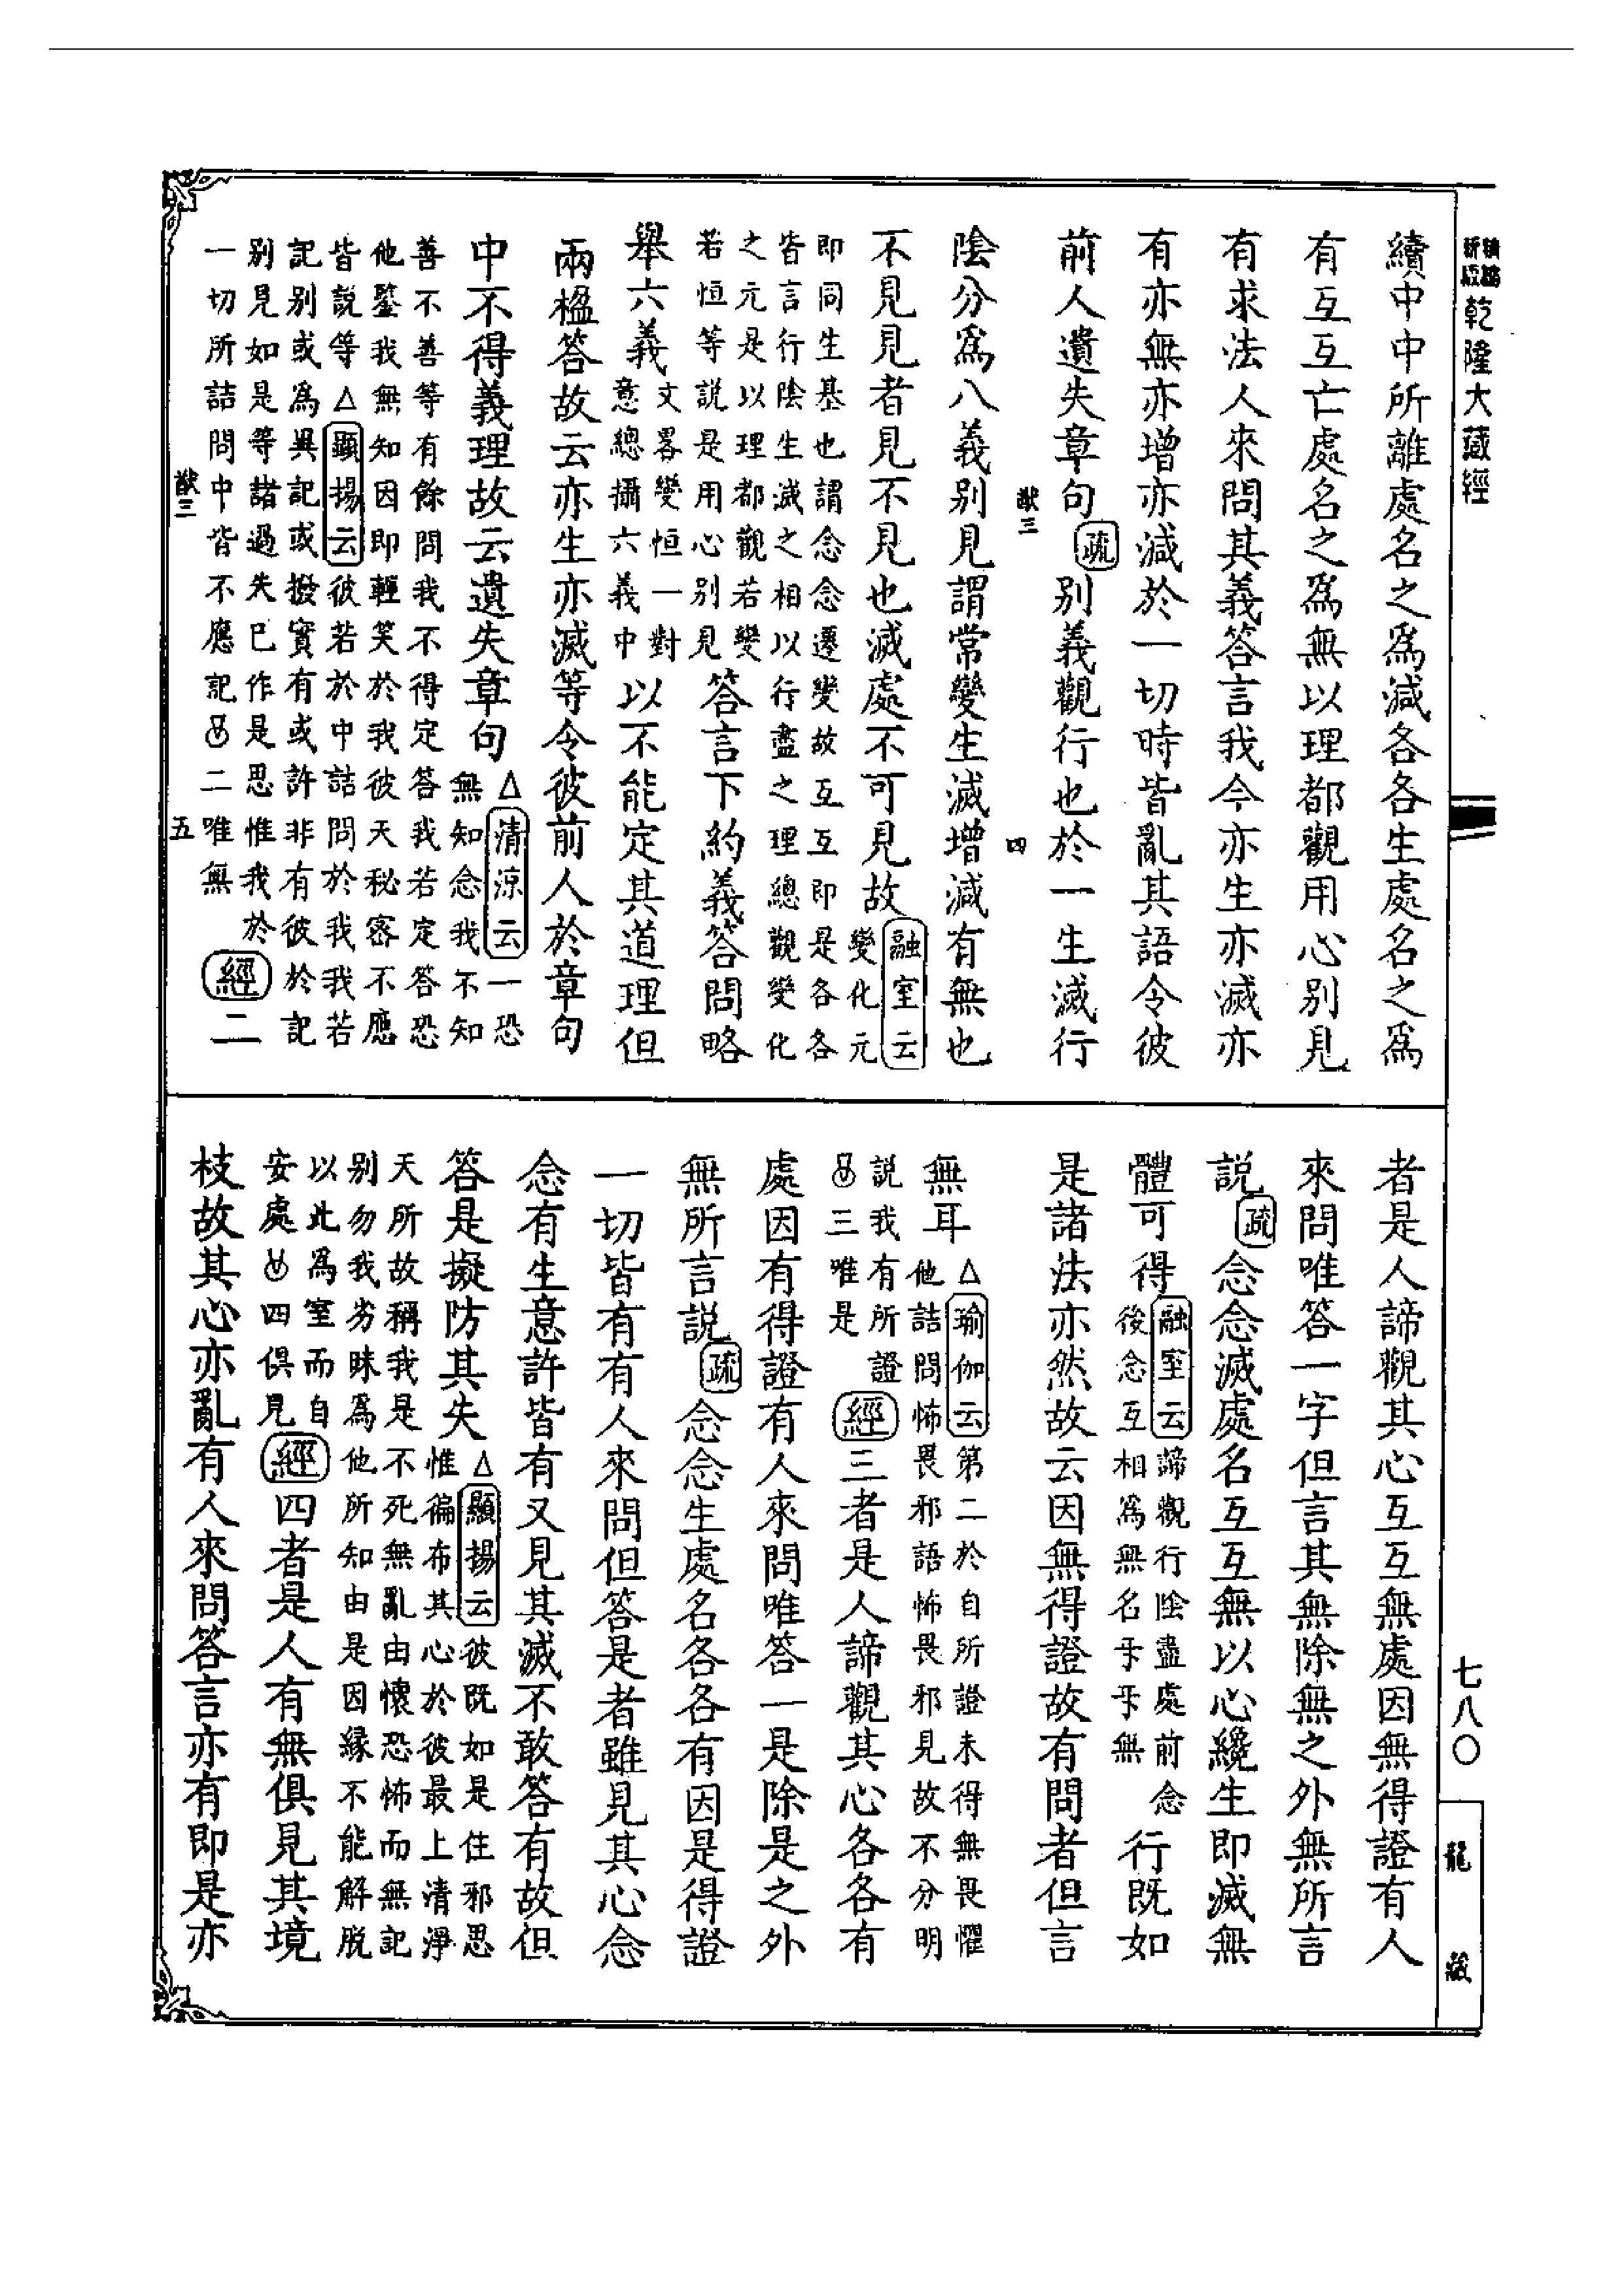 續藏
新版
乾隆大藏經
續中中所離處名之爲減各各生處名之爲
有互互亡處名之爲無以理都觀用心别見
有求法人來問其義答言我今亦生亦滅亦
有亦無亦增亦減於一切時皆亂其語令彼
前人遺失章句疏别義觀行也於一生滅行
猷三 四
陰分爲八義别見謂常變生滅增減有無也
不見見者見不見也滅處不可見故
融室云
變化元
即同生基也謂念念遷變故互互即是各各
皆言行陰生滅之相以行盡之理總觀變化
之元是以理都觀若變
若恒等説是用心别見
答言下約義答問略
舉六義
文畧變恒一對
意總攝六義中
以不能定其道理但
兩楹答故云亦生亦滅等令彼前人於章句
中不得義理故云遺失章句
△清涼云一恐
無知念我不知
善不善等有餘問我不得定答我若定答恐
他鑒我無知因即輕笑於我彼天秘密不應
皆説等△顯揚云彼若於中詰問於我我若
記别或爲異記或撥實有或許非有彼於記
别見如是等諸過失已作是思惟我於
一切所詰問中皆不應記二唯無
經二
猷三 五
者是人諦觀其心互互無處因無得證有人
來問唯答一字但言其無除無之外無所言
説疏念念滅處名互互無以心纔生即滅無
體可得
融室云諦觀行陰盡處前念
後念互相爲無名乎乎無
行既如
是諸法亦然故云因無得證故有問者但言
無耳
△瑜伽云第二於自所證未得無畏懼
他詰問怖畏邪語怖畏邪見故不分明
説我有所證
三唯是
經三者是人諦觀其心各各有
處因有得證有人來問唯答一是除是之外
無所言説疏念念生處名各各有因是得證
一切皆有有人來問但答是者雖見其心念
念有生意許皆有又見其滅不敢答有故但
答是擬防其失
△顯揚云彼既如是住邪思
惟徧布其心於彼最上清淨
天所故稱我是不死無亂由懷恐怖而無記
别勿我劣昧爲他所知由是因緣不能解脱
以此爲室而自
安處四俱見
經四者是人有無俱見其境
枝故其心亦亂有人來問答言亦有即是亦
七八〇
龍藏